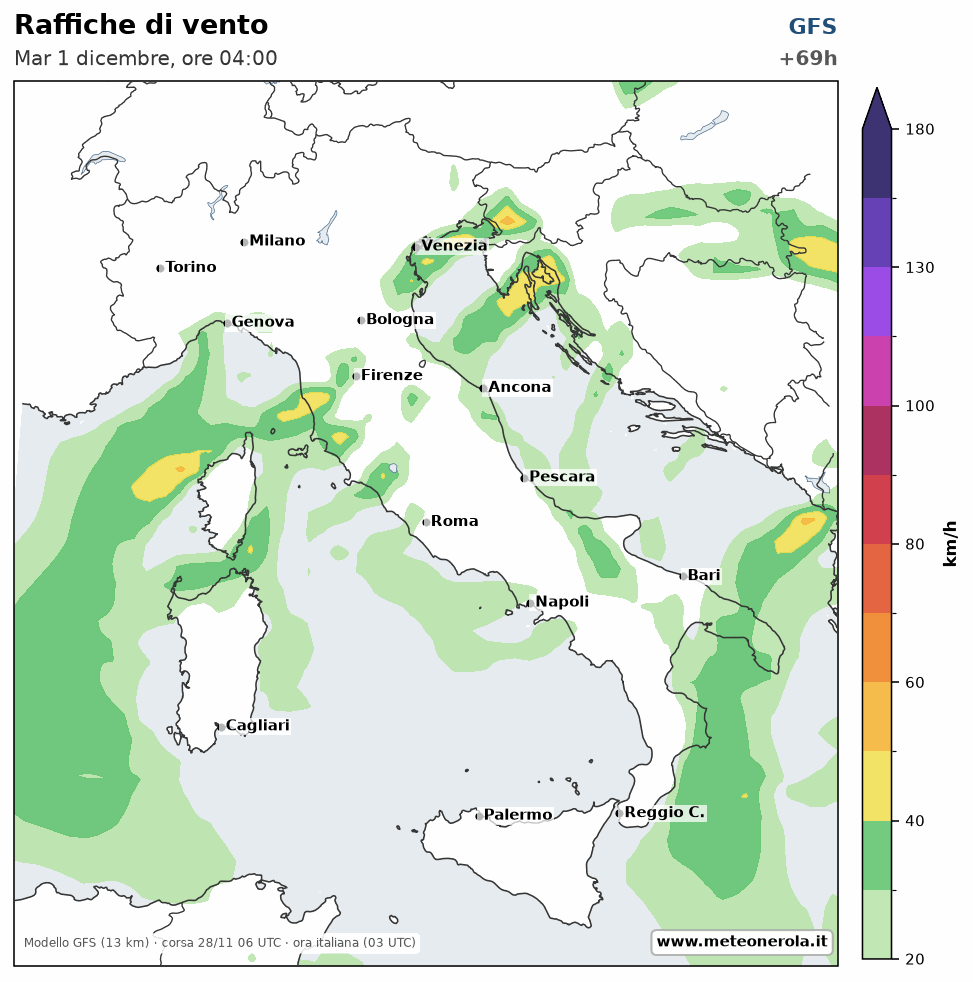 Raffiche di vento
GFS
Mar 1 dicembre, ore 04:00
+69h
180
130
100
80
60
40
20
km/h
Milano
Venezia
Torino
Genova
Bologna
Firenze
Ancona
Pescara
Roma
Bari
Napoli
Cagliari
Palermo
Reggio C.
Modello GFS (13 km) · corsa 28/11 06 UTC · ora italiana (03 UTC)
www.meteonerola.it